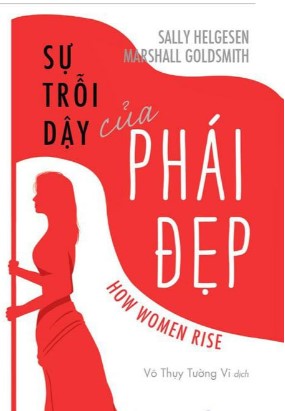 SALLY HELGESEN
MARSHALL GOLDSMITH
SỰ
TRỖI
DẬY
của
PHÁI
ĐẸP
HOW WOMEN RISE
Võ Thụy Tường Vi dịch